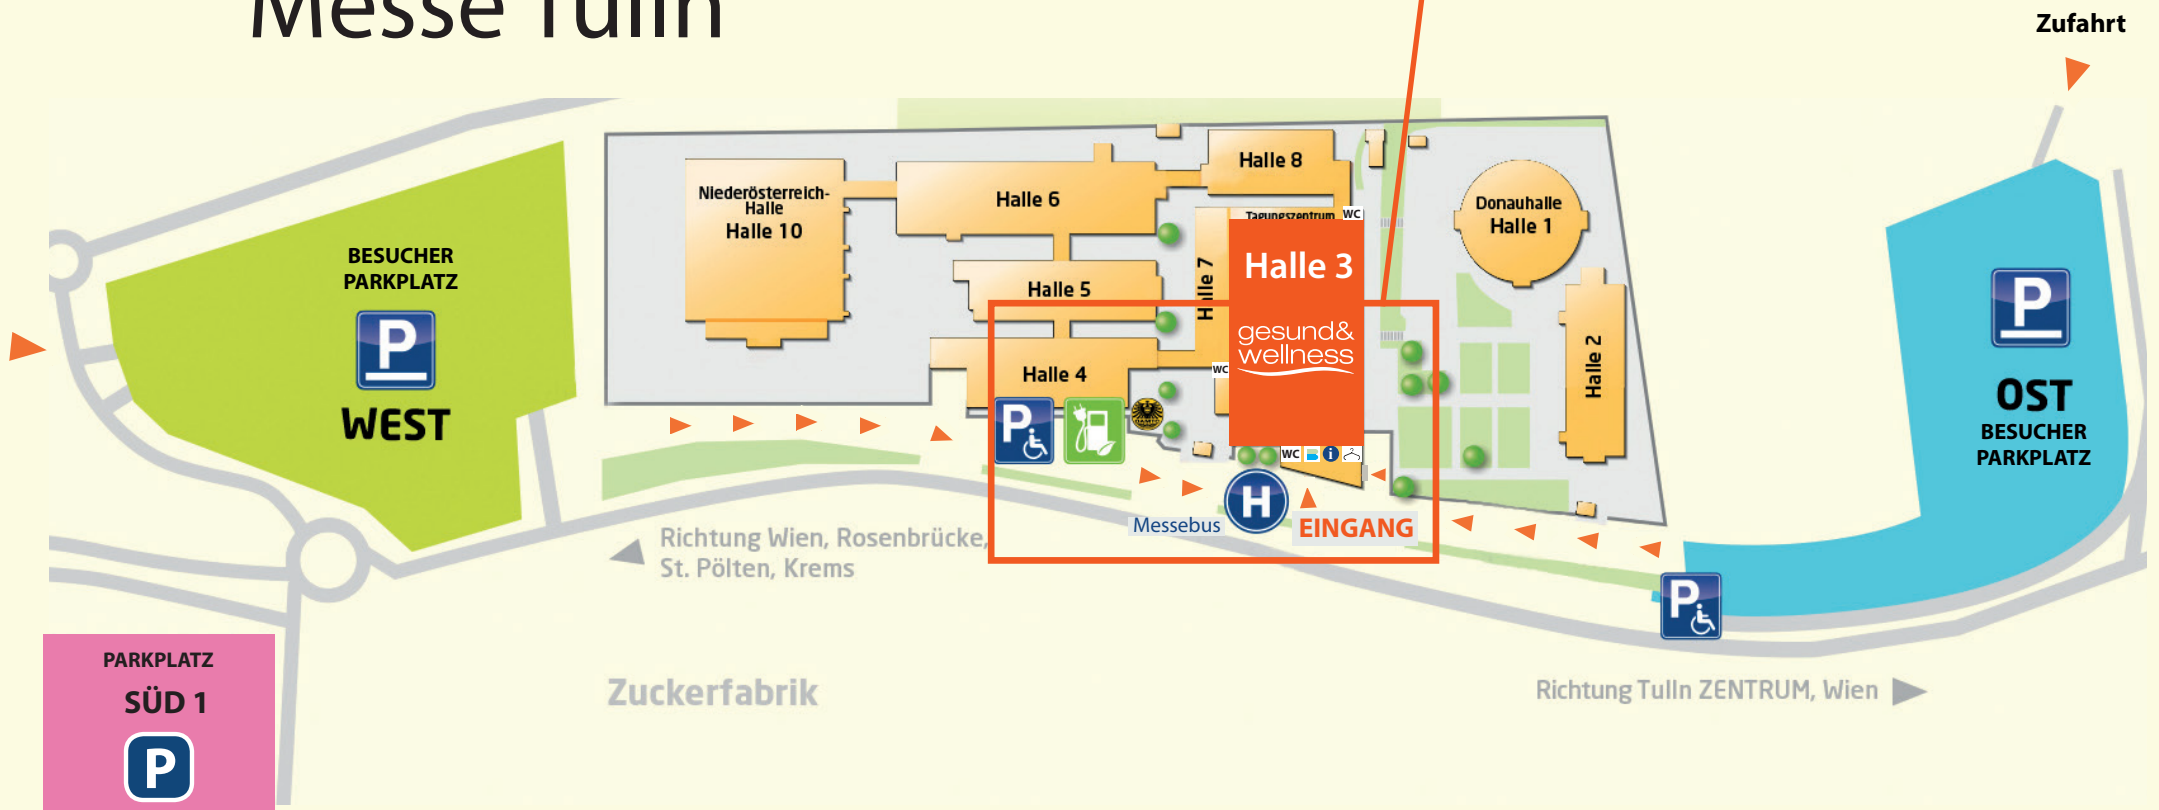 Messe Tulln
Zufahrt
BESUCHER
PARKPLATZ
P
WEST
Niederösterreich-
Halle
Halle 10
Halle 6
Halle 8
Tagungszentrum
WC
Halle 5
Halle 7
Halle 3
gesund&
wellness
Halle 4
WC
P
WC
i
H
Messebus
EINGANG
Donauhalle
Halle 1
Halle 2
P
OST
BESUCHER
PARKPLATZ
P
Richtung Wien, Rosenbrücke,
St. Pölten, Krems
Zuckerfabrik
Richtung Tulln ZENTRUM, Wien
PARKPLATZ
SÜD 1
P